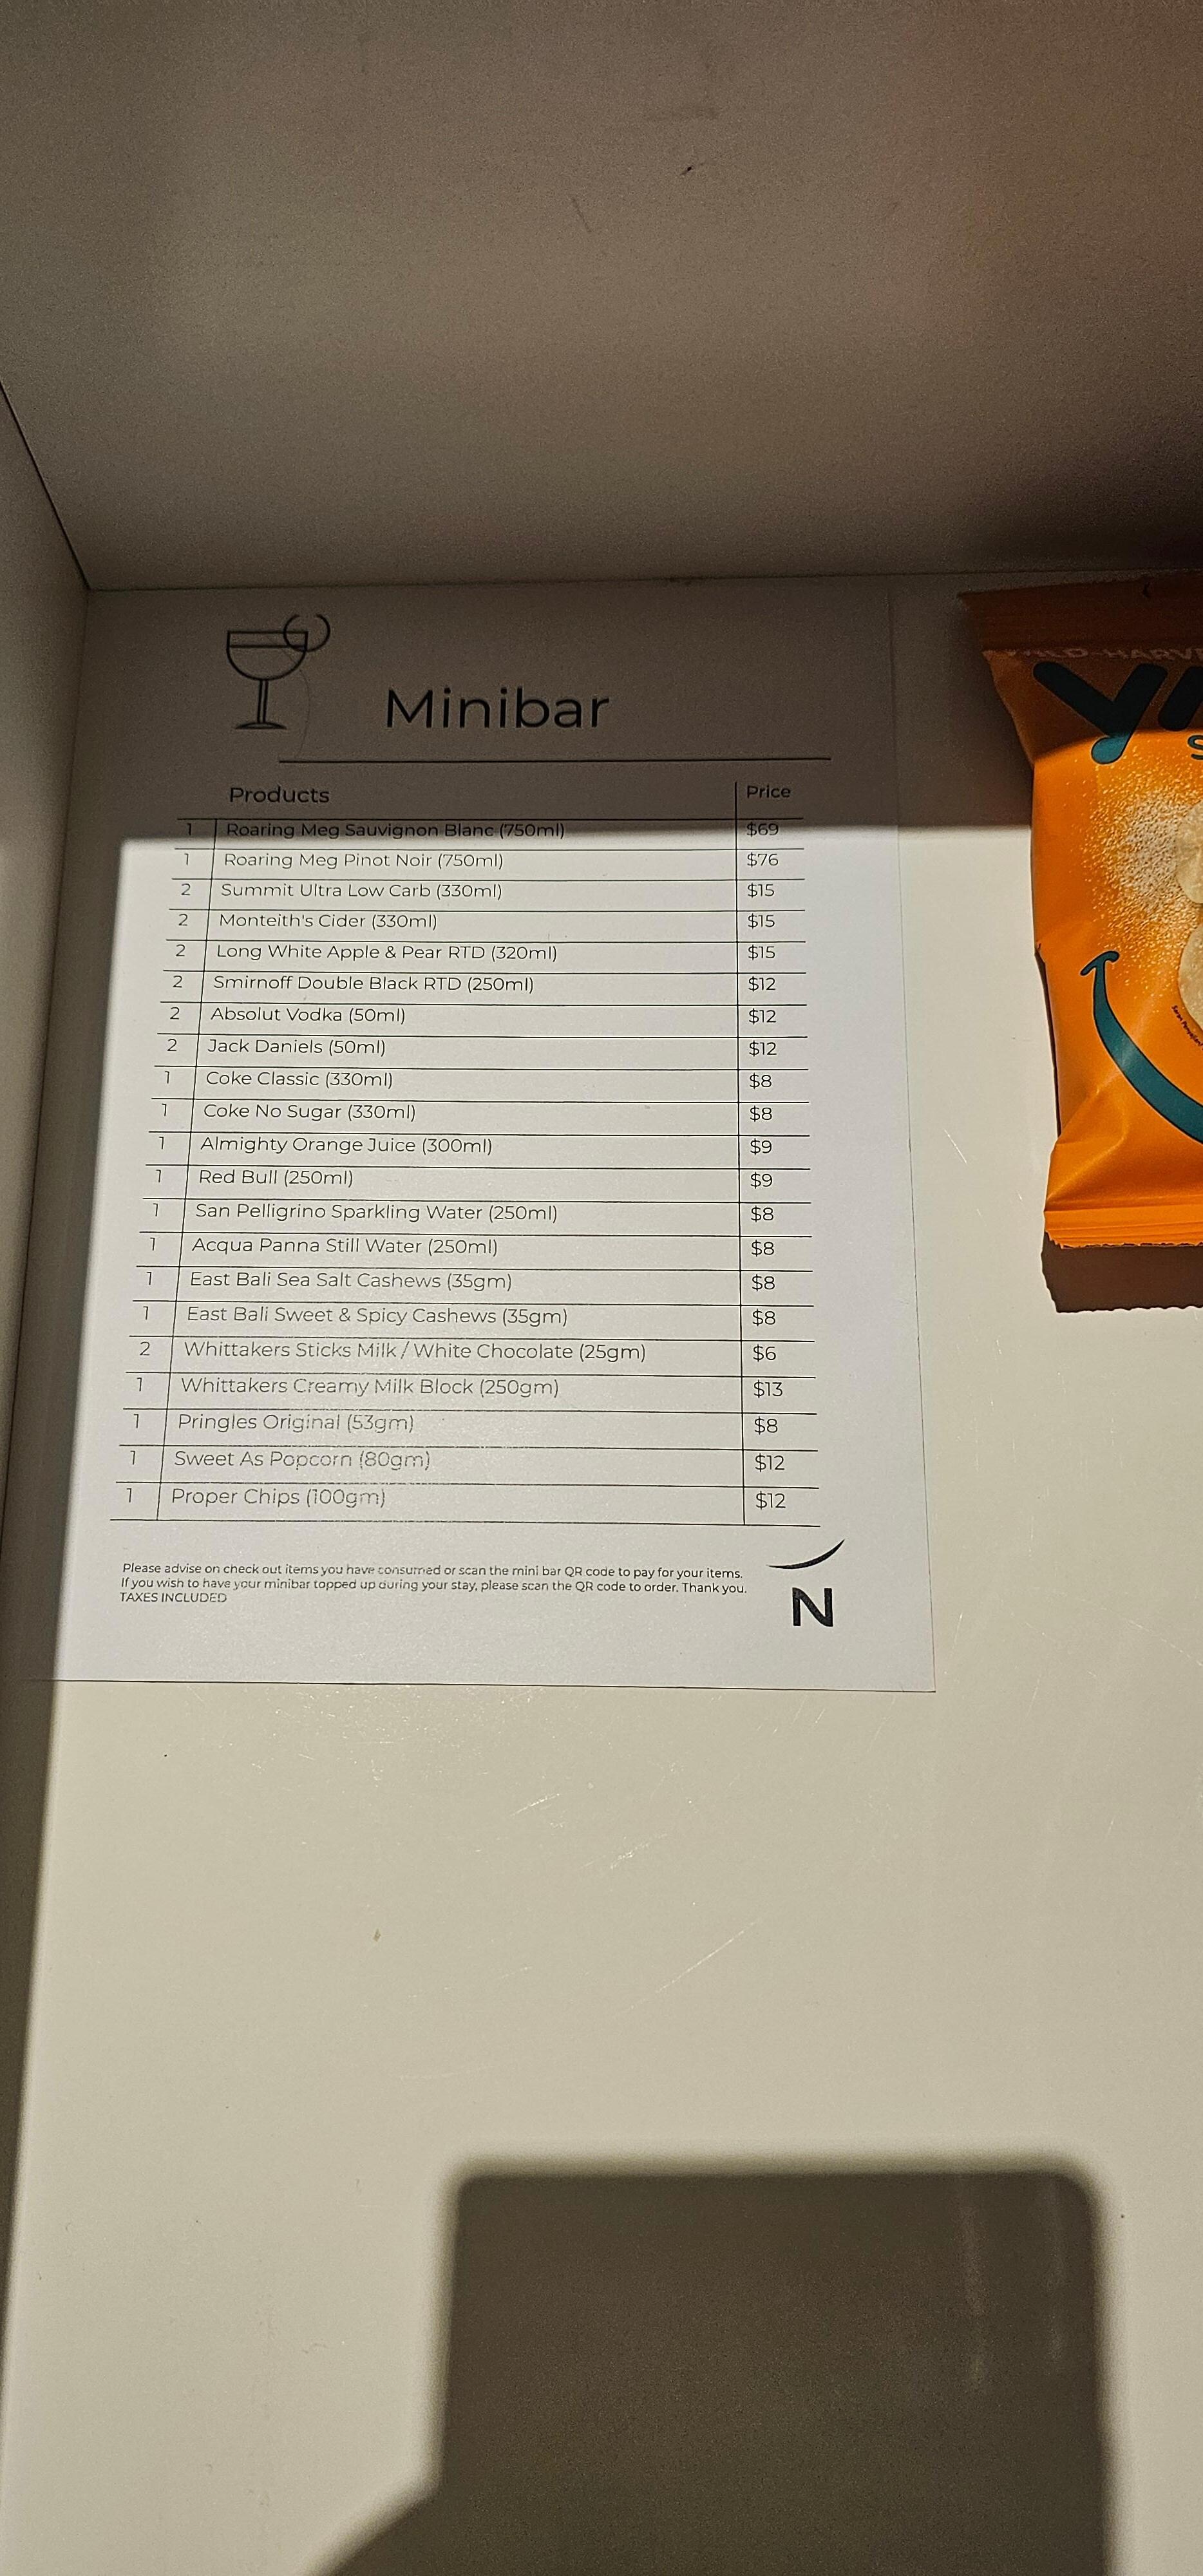 Minibar
Products Price
1 Roaring Meg Sauvignon Blanc (750ml) $69
1 Roaring Meg Pinot Noir (750ml) $76
2 Summit Ultra Low Carb (330ml) $15
2 Monteith's Cider (330ml) $15
2 Long White Apple & Pear RTD (320ml) $15
2 Smirnoff Double Black RTD (250ml) $12
2 Absolut Vodka (50ml) $12
2 Jack Daniels (50ml) $12
1 Coke Classic (330ml) $8
1 Coke No Sugar (330ml) $8
1 Almighty Orange Juice (300ml) $9
1 Red Bull (250ml) $9
1 San Pelligrino Sparkling Water (250ml) $8
1 Acqua Panna Still Water (250ml) $8
1 East Bali Sea Salt Cashews (35gm) $8
1 East Bali Sweet & Spicy Cashews (35gm) $8
2 Whittakers Sticks Milk / White Chocolate (25gm) $6
1 Whittakers Creamy Milk Block (250gm) $13
1 Pringles Original (53gm) $8
1 Sweet As Popcorn (80gm) $12
1 Proper Chips (100gm) $12
Please advise on check out items you have consumed or scan the mini bar QR code to pay for your items.
If you wish to have your minibar topped up during your stay, please scan the QR code to order. Thank you.
TAXES INCLUDED
N